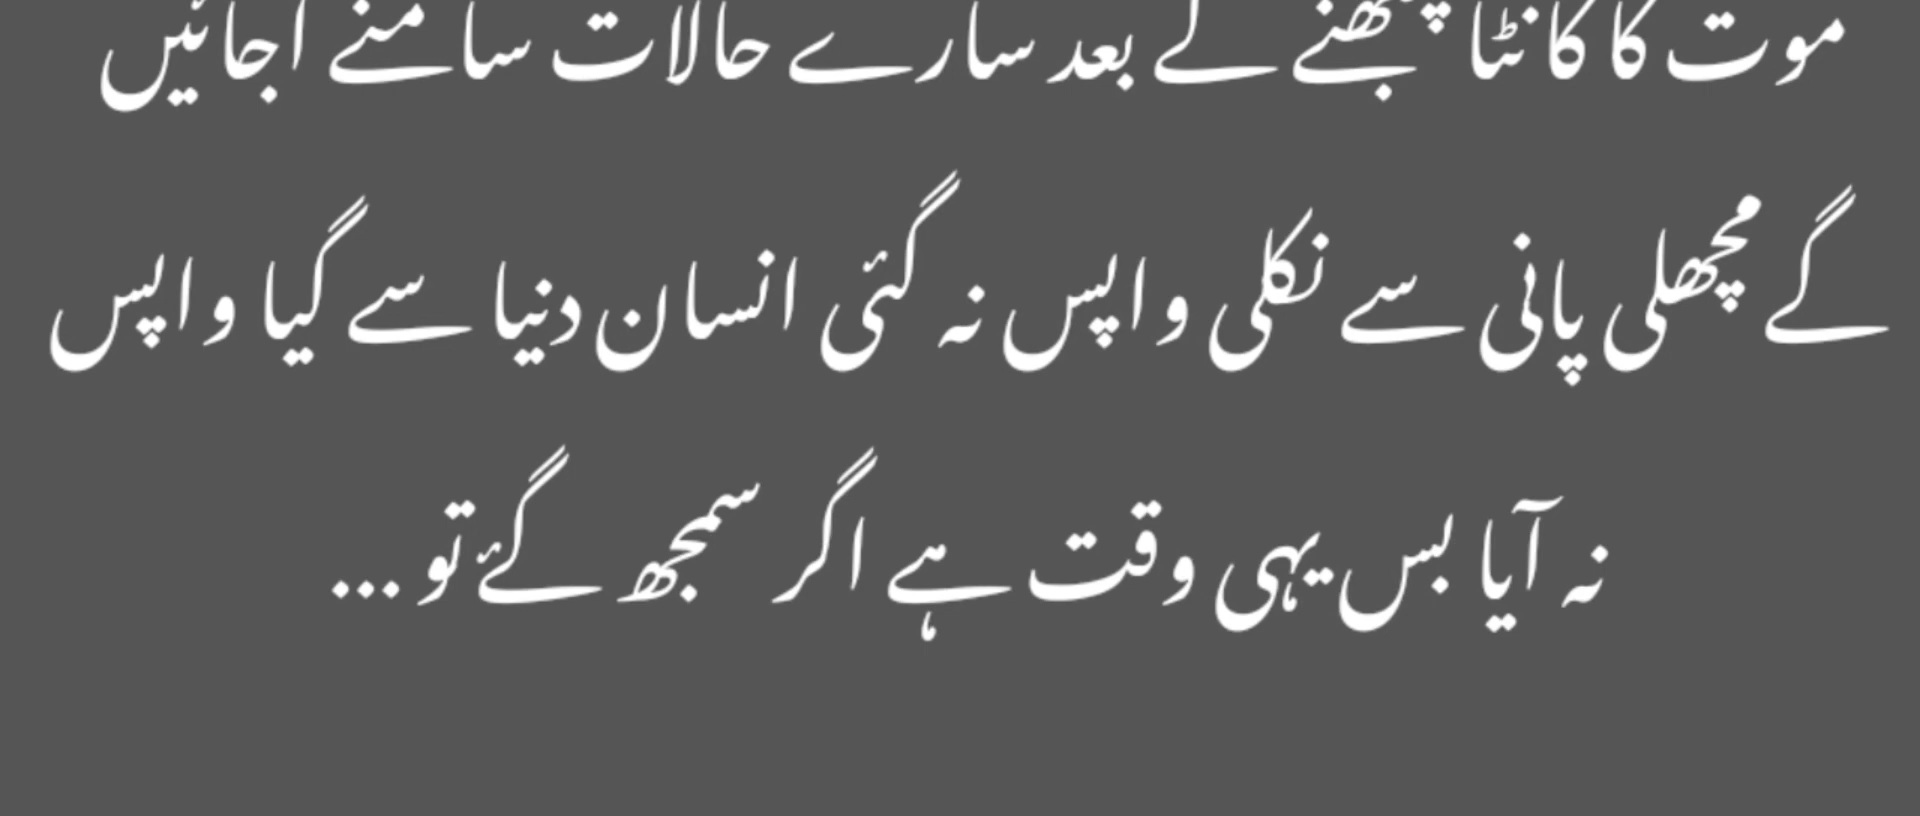 موت کا کانٹا چبھنے کے بعد سارے حالات سامنے آجائیں
گے مچھلی پانی سے نکلی واپس نہ گئی انسان دنیا سے گیا واپس
نہ آیا بس یہی وقت ہے اگر سمجھ گئے تو ...